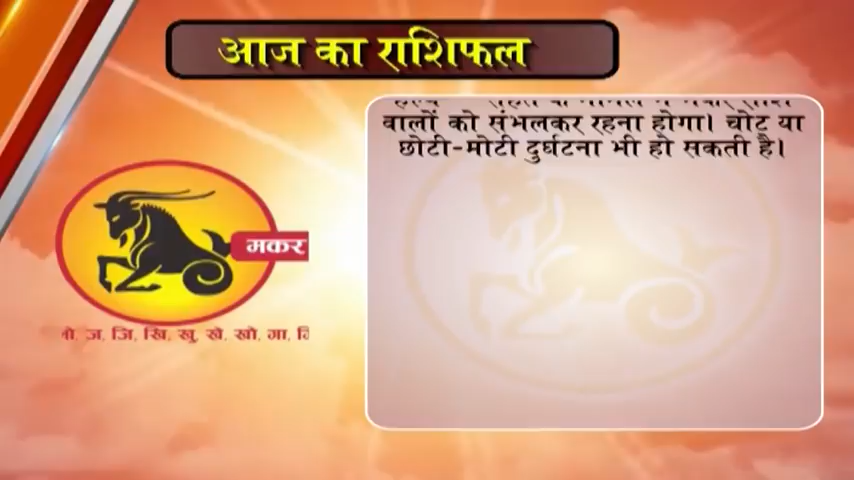 आज का राशिफल
वालों को संभलकर रहना होगा। चोट या
छोटी-मोटी दुर्घटना भी हो सकती है।
मकर
ज, जि, खि, खु, खे, खो, गा,